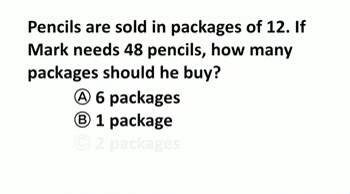 Pencils are sold in packages of 12. If
Mark needs 48 pencils, how many
packages should he buy?
Ⓐ 6 packages
Ⓑ 1 package
Ⓒ 2 packages